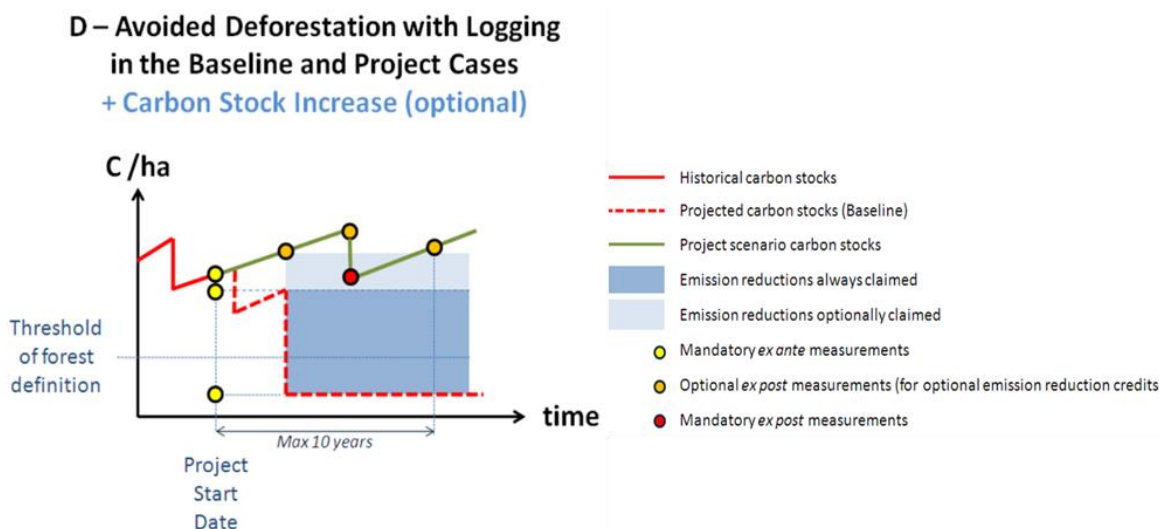 D – Avoided Deforestation with Logging
in the Baseline and Project Cases
+ Carbon Stock Increase (optional)
C /ha
Threshold
of forest
definition
time
Max 10 years
Project
Start
Date
Historical carbon stocks
Projected carbon stocks (Baseline)
Project scenario carbon stocks
Emission reductions always claimed
Emission reductions optionally claimed
Mandatory ex ante measurements
Optional ex post measurements (for optional emission reduction credits
Mandatory ex post measurements